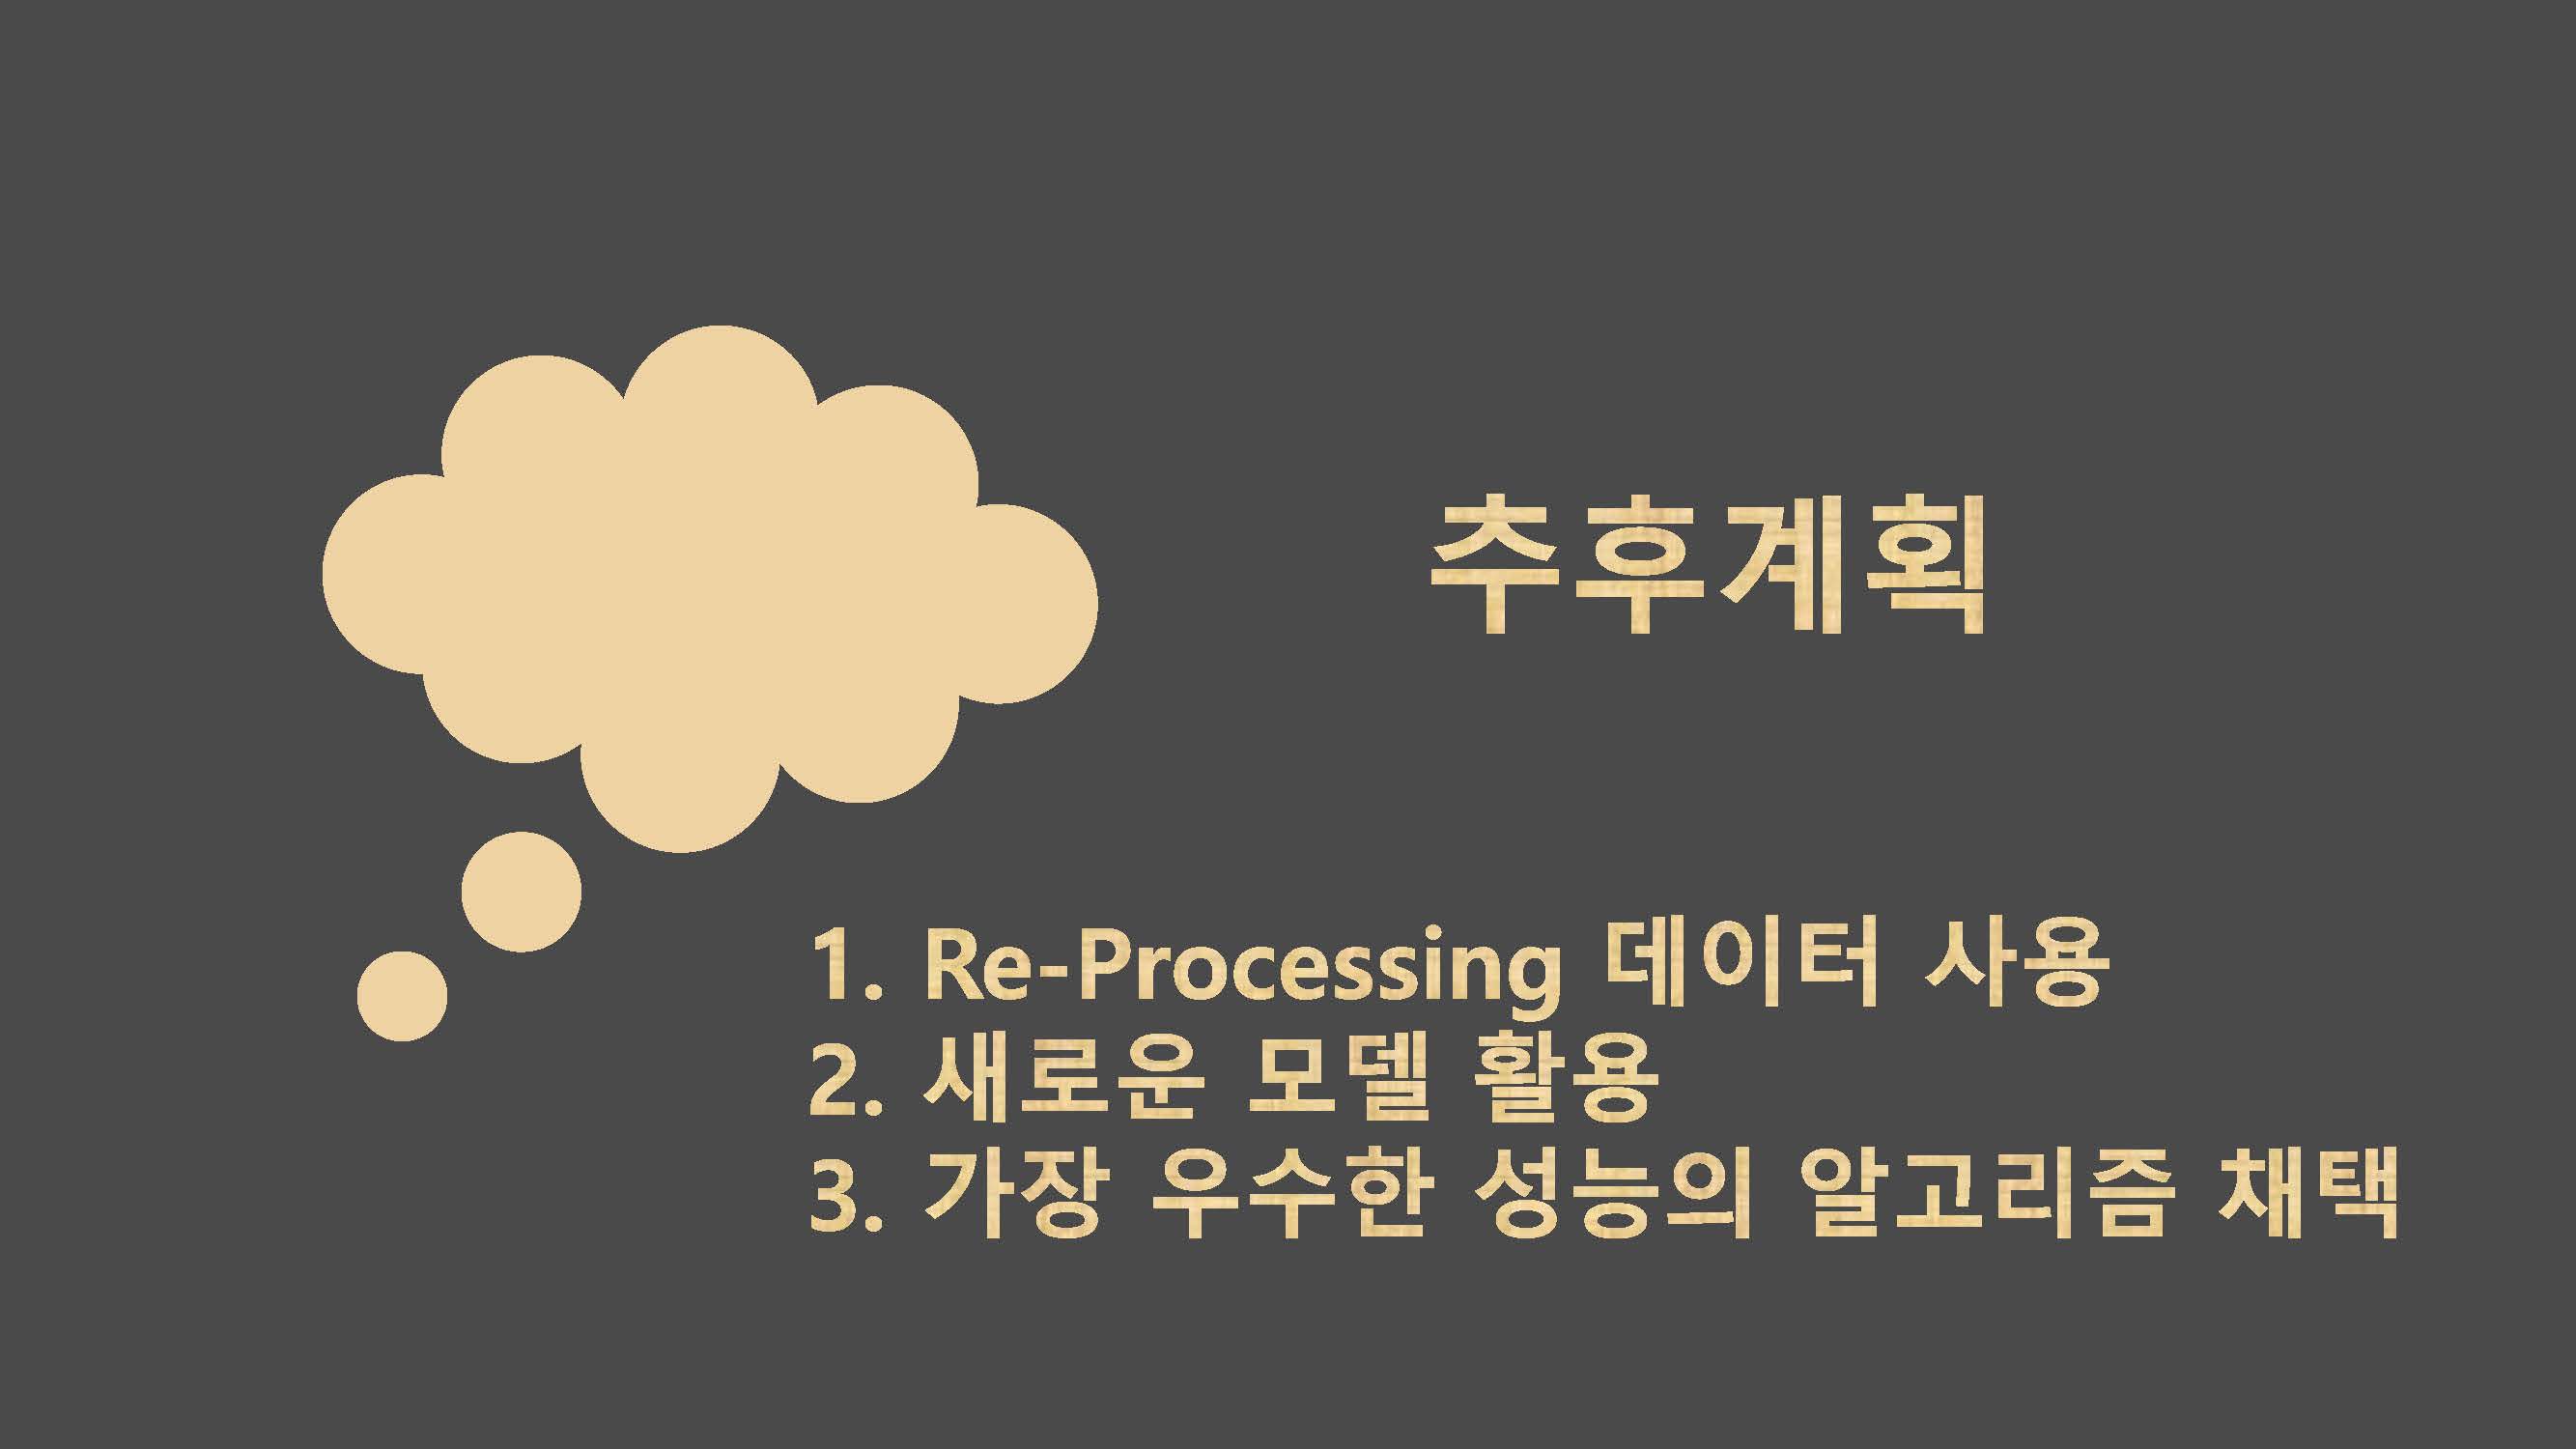 추후계획
1. Re-Processing 데이터 사용
2. 새로운 모델 활용
3. 가장 우수한 성능의 알고리즘 채택